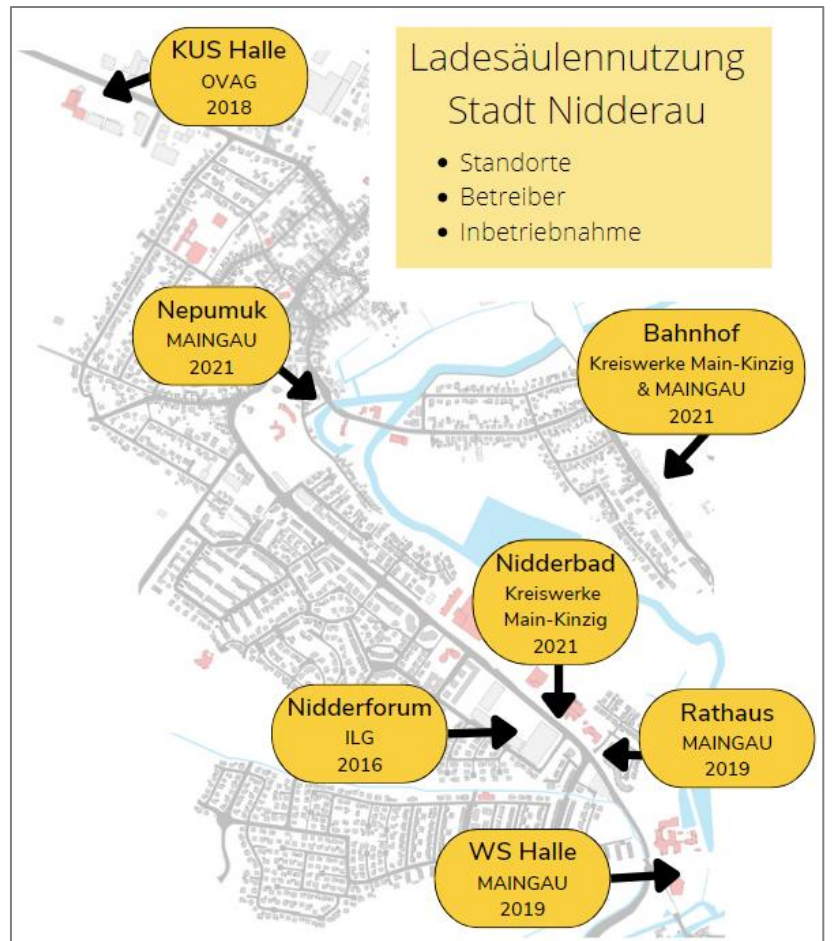 KUS Halle
OVAG
2018
Ladesäulennutzung
Stadt Nidderau
• Standorte
• Betreiber
• Inbetriebnahme
Nepumuk
MAINGAU
2021
Bahnhof
Kreiswerke Main-Kinzig
& MAINGAU
2021
Nidderbad
Kreiswerke
Main-Kinzig
2021
Nidderforum
ILG
2016
Rathaus
MAINGAU
2019
WS Halle
MAINGAU
2019